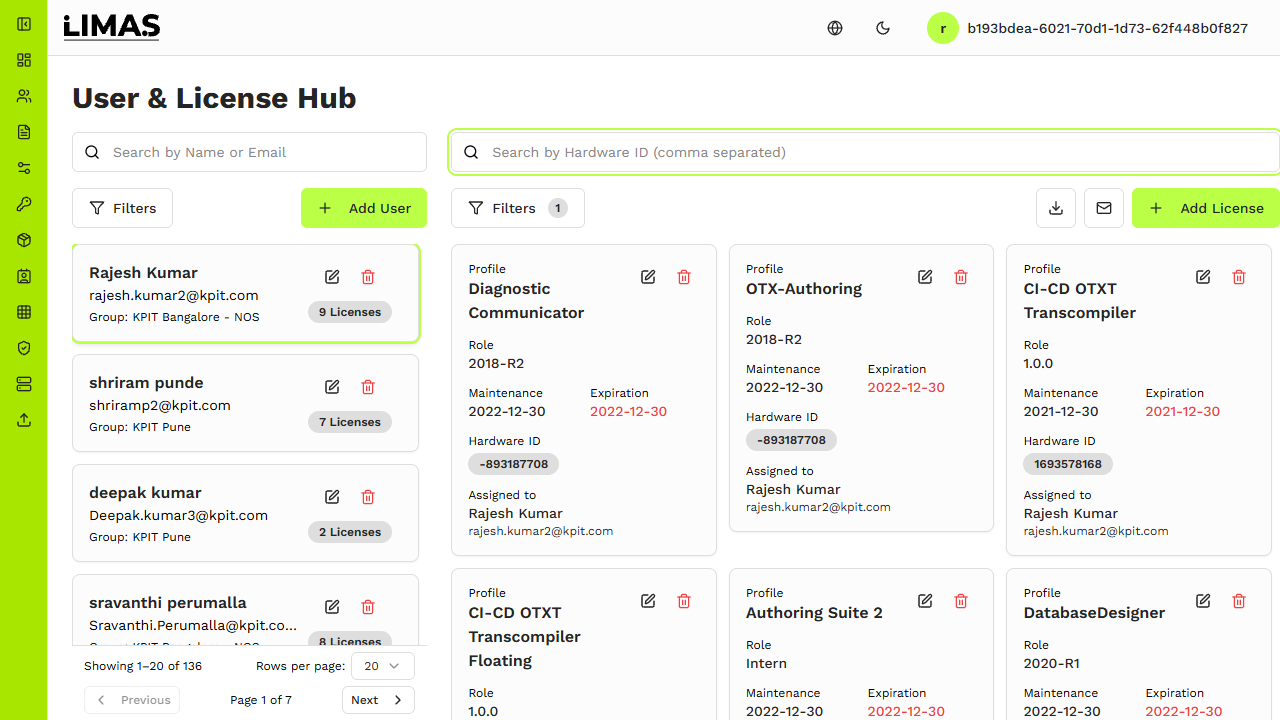 LIMAS
r
b193bdea-6021-70d1-1d73-62f448b0f827
User & License Hub
Search by Name or Email
Filters
Add User
Rajesh Kumar
rajesh.kumar2@kpit.com
Group: KPIT Bangalore - NOS
9 Licenses
shriram punde
shriramp2@kpit.com
Group: KPIT Pune
7 Licenses
deepak kumar
Deepak.kumar3@kpit.com
Group: KPIT Pune
2 Licenses
sravanthi perumalla
Sravanthi.Perumalla@kpit.co...
Group: KPIT Bangalore - NOS
8 Licenses
Showing 1–20 of 136
Rows per page:
20
Previous
Page 1 of 7
Next
Search by Hardware ID (comma separated)
Filters 1
Add License
Profile
Diagnostic
Communicator
Role
2018-R2
Maintenance Expiration
2022-12-30 2022-12-30
Hardware ID
-893187708
Assigned to
Rajesh Kumar
rajesh.kumar2@kpit.com
Profile
OTX-Authoring
Role
2018-R2
Maintenance Expiration
2022-12-30 2022-12-30
Hardware ID
-893187708
Assigned to
Rajesh Kumar
rajesh.kumar2@kpit.com
Profile
CI-CD OTXT
Transcompiler
Role
1.0.0
Maintenance Expiration
2021-12-30 2021-12-30
Hardware ID
1693578168
Assigned to
Rajesh Kumar
rajesh.kumar2@kpit.com
Profile
CI-CD OTXT
Transcompiler
Floating
Role
1.0.0
Profile
Authoring Suite 2
Role
Intern
Maintenance Expiration
2022-12-30 2022-12-30
Profile
DatabaseDesigner
Role
2020-R1
Maintenance Expiration
2022-12-30 2022-12-30